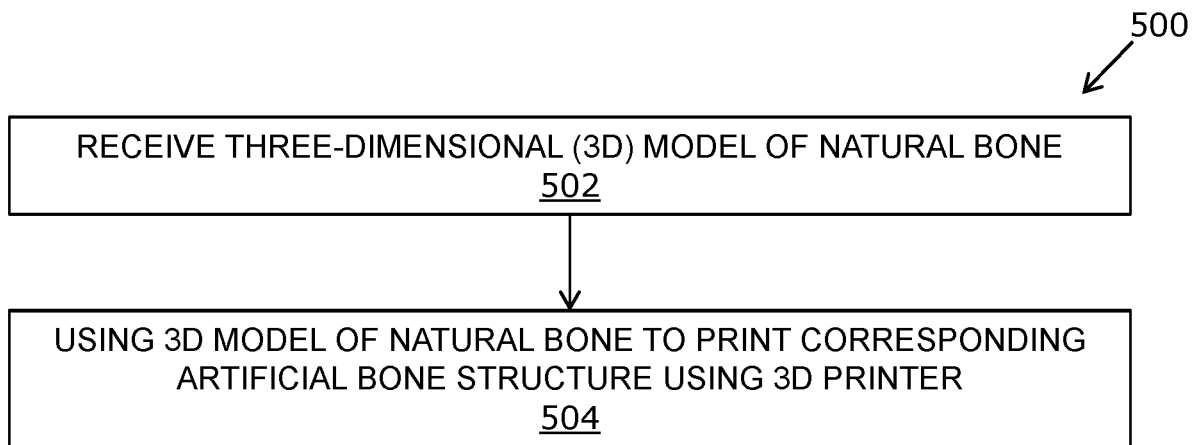 500
RECEIVE THREE-DIMENSIONAL (3D) MODEL OF NATURAL BONE
502
USING 3D MODEL OF NATURAL BONE TO PRINT CORRESPONDING
ARTIFICIAL BONE STRUCTURE USING 3D PRINTER
504